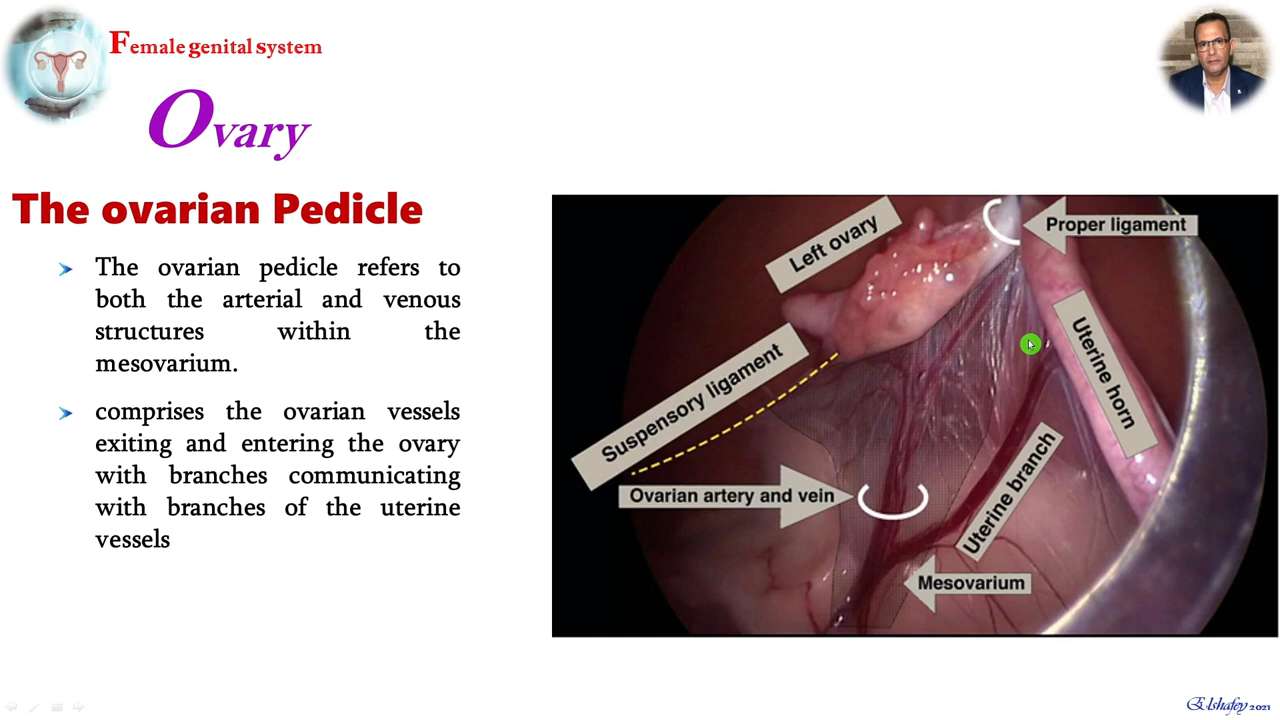 Female genital system
Ovary
The ovarian Pedicle
The ovarian pedicle refers to
both the arterial and venous
structures within the
mesovarium.
comprises the ovarian vessels
exiting and entering the ovary
with branches communicating
with branches of the uterine
vessels
Left ovary
Proper ligament
Suspensory ligament
Uterine horn
Ovarian artery and vein
Uterine branch
Mesovarium
Elshafey 2021